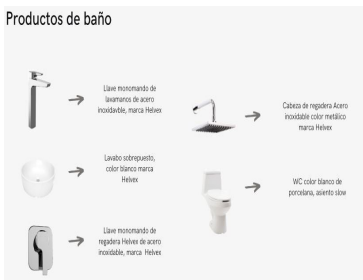 Productos de baño
Llave monomando de
lavamanos de acero
inoxidavble, marca Helvex
Cabeza de regadera Acero
inoxidable color metálico
marca Helvex
Lavabo sobrepuesto,
color blanco marca
Helvex
WC color blanco de
porcelana, asiento slow
Llave monomando de
regadera Helvex de acero
inoxidable, marca Helvex